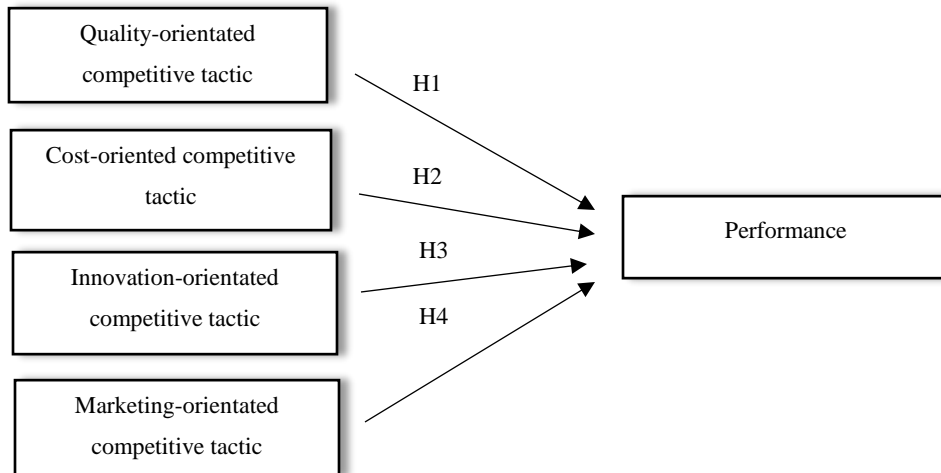 Quality-orientated
competitive tactic
H1
Cost-oriented competitive
tactic
H2
Performance
Innovation-orientated
competitive tactic
H3
H4
Marketing-orientated
competitive tactic